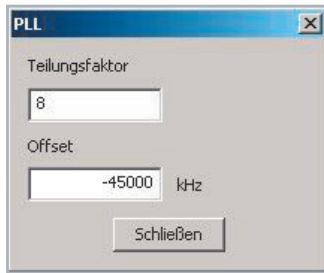 PLL
Teilungsfaktor
8
Offset
-45000 kHz
Schließen